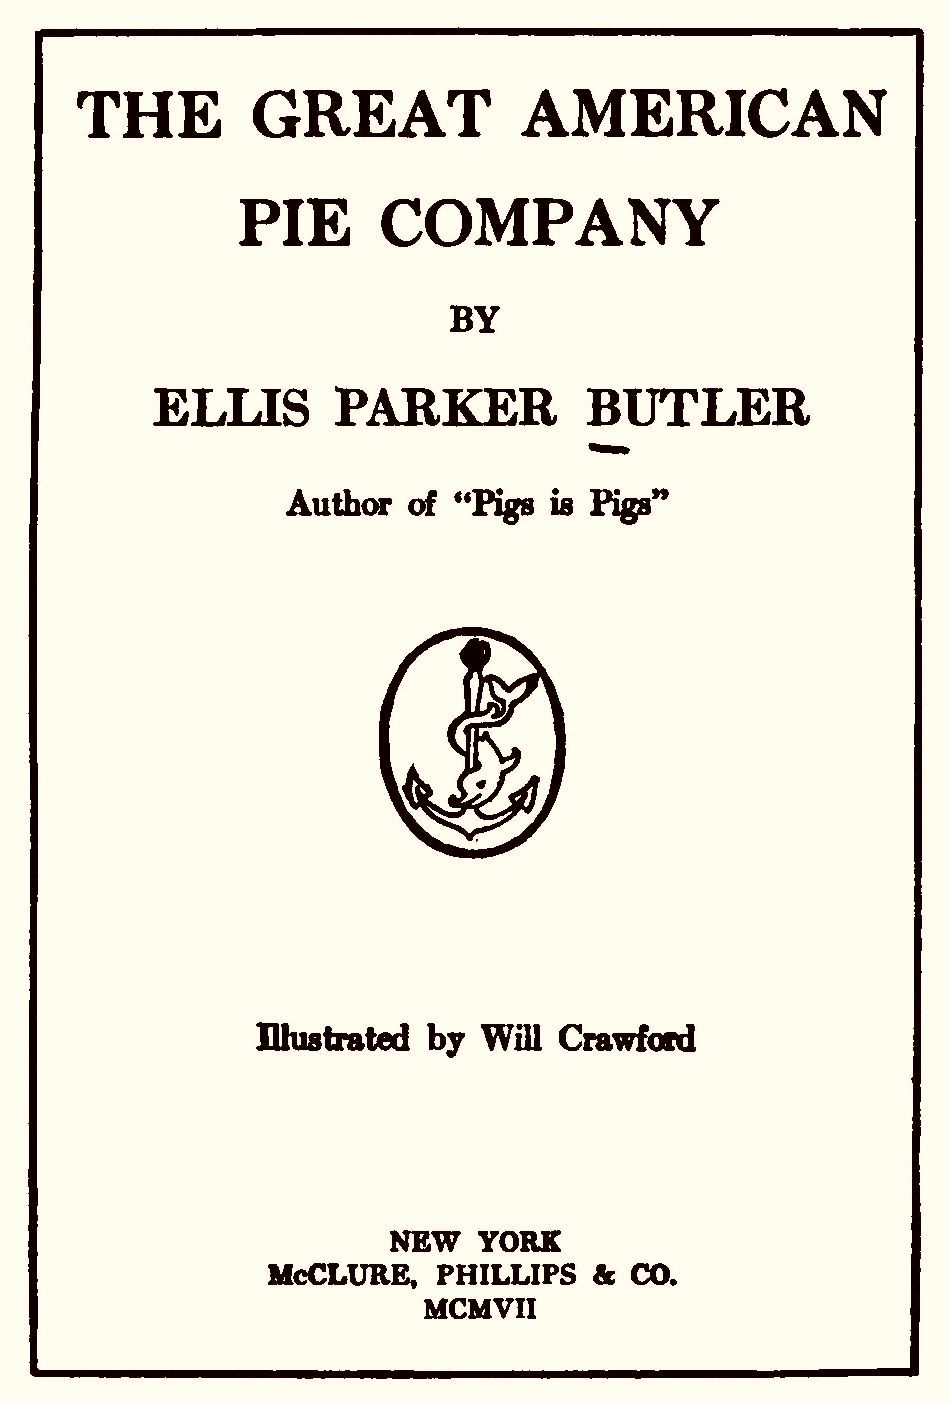 THE GREAT AMERICAN
PIE COMPANY
BY
ELLIS PARKER BUTLER
Author of “Pigs is Pigs”
Illustrated by Will Crawford
NEW YORK
McCLURE, PHILLIPS & CO.
MCMVII